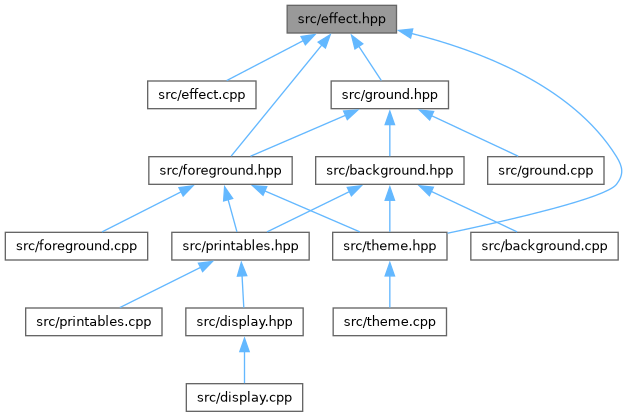 src/effect.hpp
src/effect.cpp
src/ground.hpp
src/foreground.hpp
src/background.hpp
src/ground.cpp
src/foreground.cpp
src/printables.hpp
src/theme.hpp
src/background.cpp
src/printables.cpp
src/display.hpp
src/theme.cpp
src/display.cpp